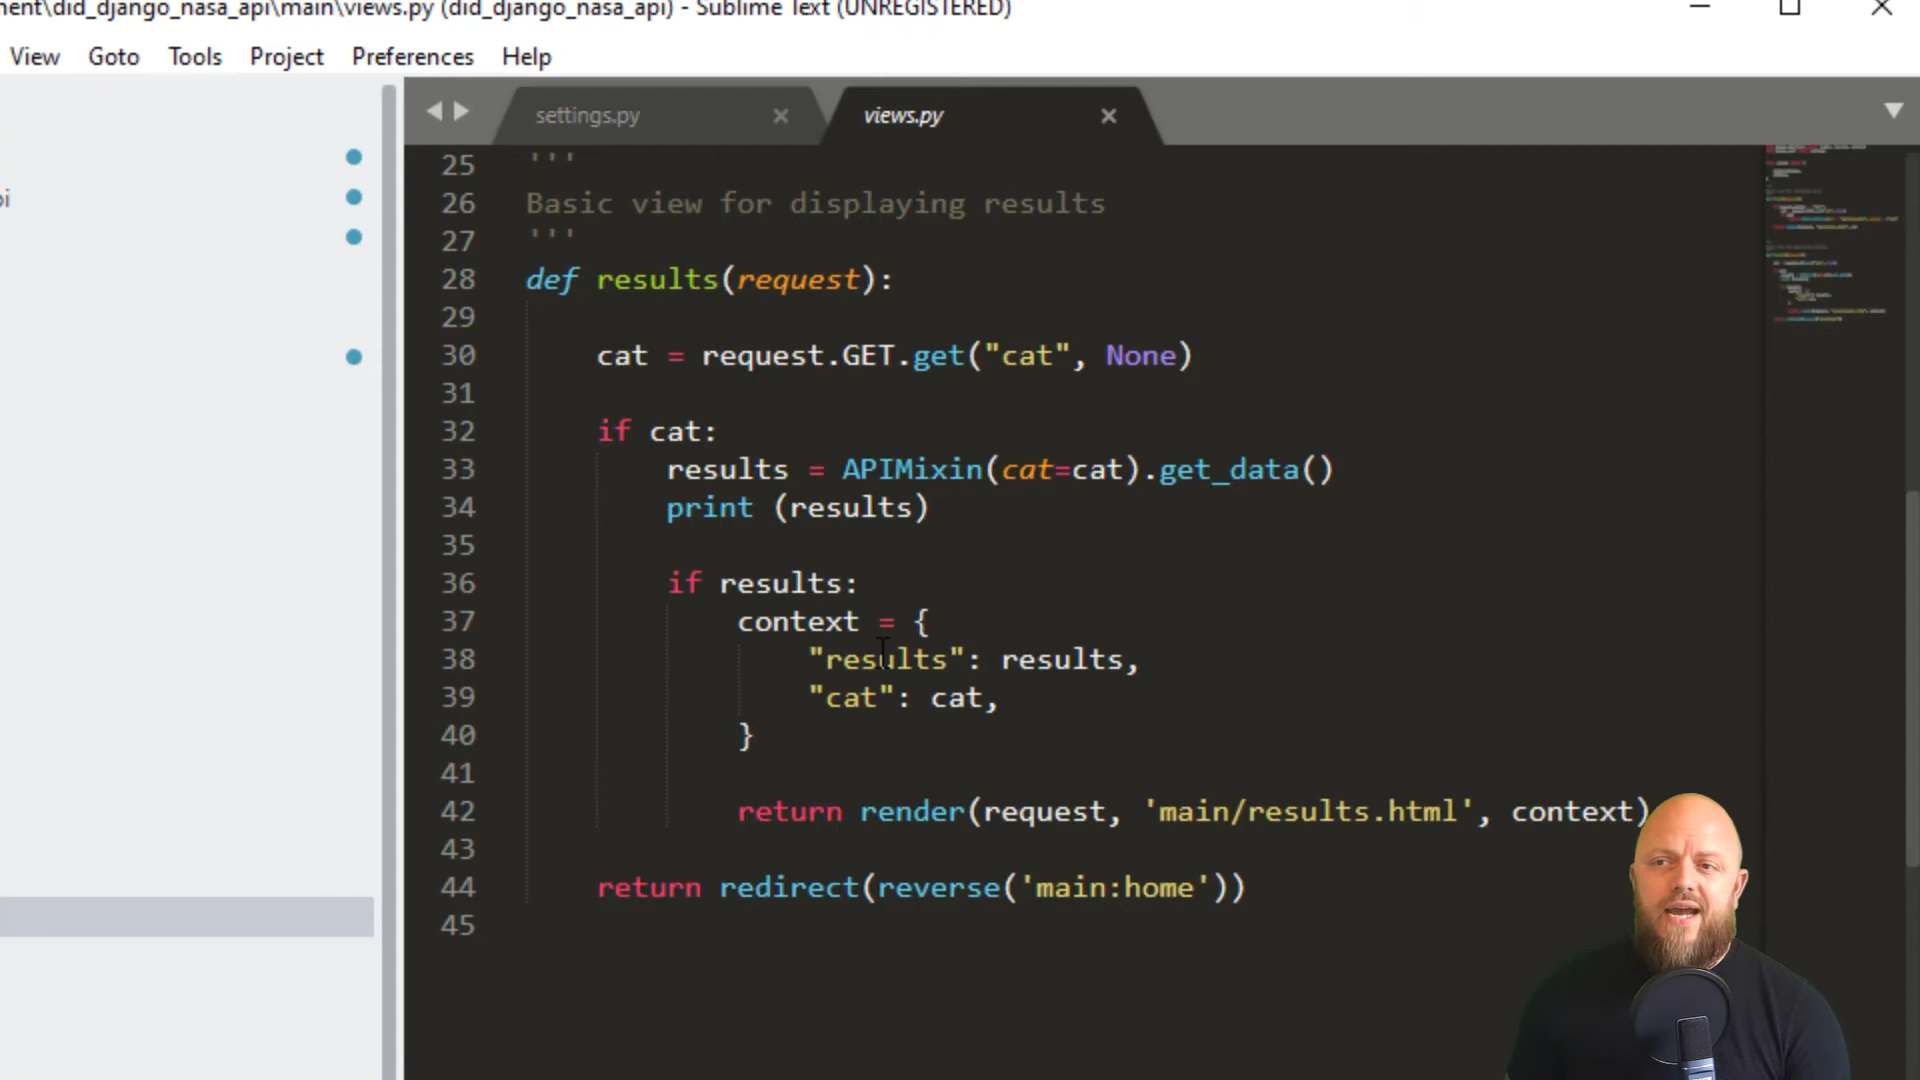 ent\did_django_nasa_api\main\views.py (did_django_nasa_api) - Sublime Text (UNREGISTERED)
View Goto Tools Project Preferences Help
settings.py views.py
pi
25 '''
26 Basic view for displaying results
27 '''
28 def results(request):
29
30 cat = request.GET.get("cat", None)
31
32 if cat:
33 results = APIMixin(cat=cat).get_data()
34 print (results)
35
36 if results:
37 context = {
38 "results": results,
39 "cat": cat,
40 }
41
42 return render(request, 'main/results.html', context)
43
44 return redirect(reverse('main:home'))
45